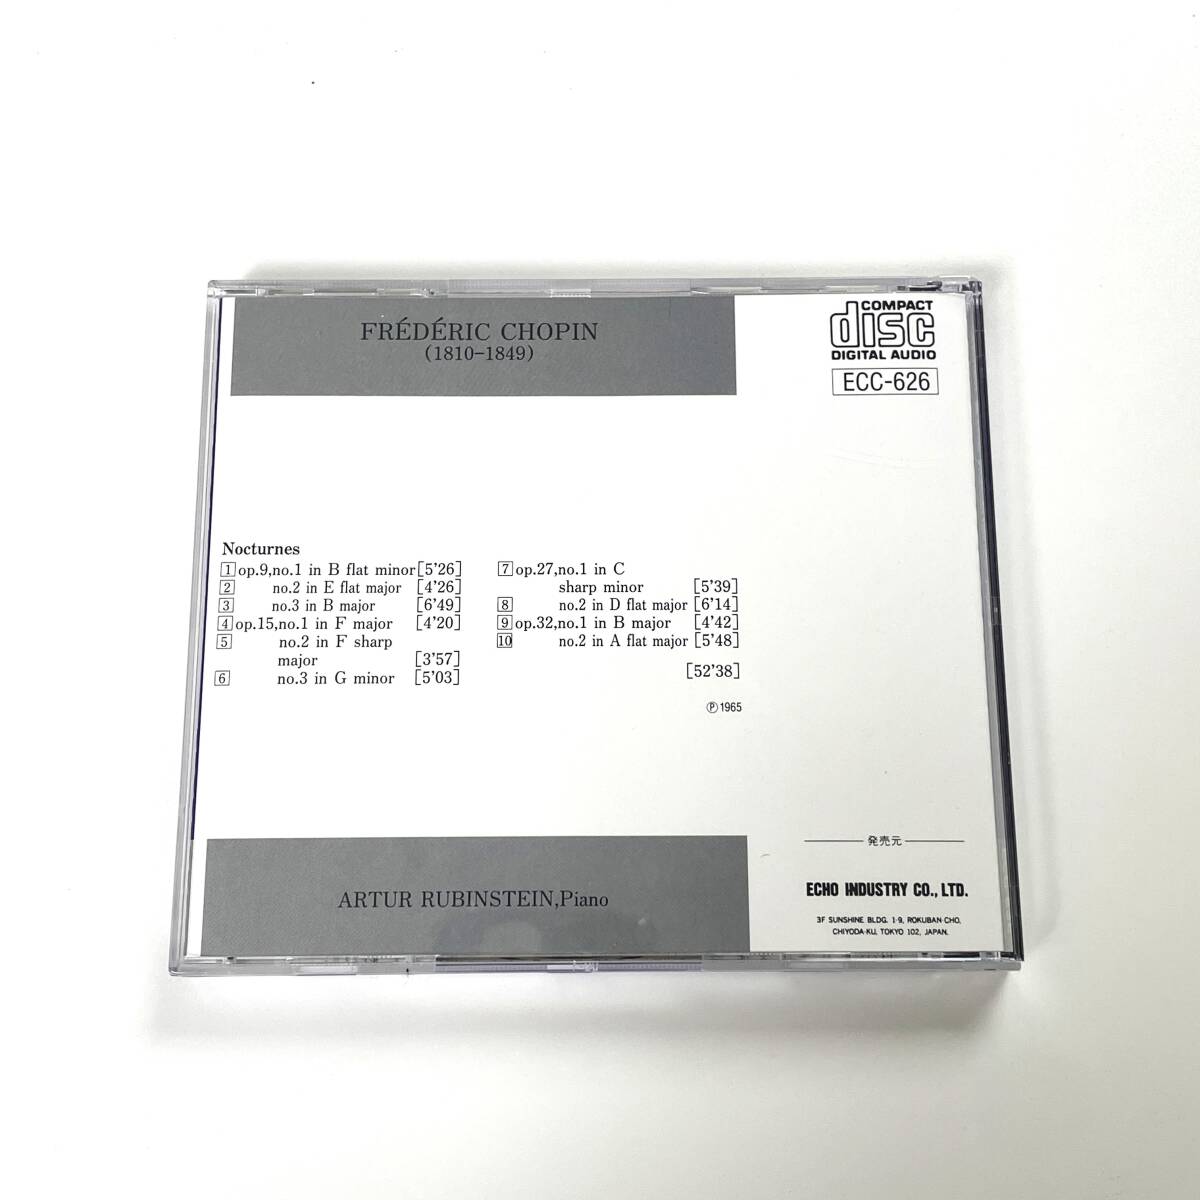 FRÉDÉRIC CHOPIN
(1810-1849)
COMPACT
disc
DIGITAL AUDIO
ECC-626
Nocturnes
1 op.9,no.1 in B flat minor[5'26]
2 no.2 in E flat major [4'26]
3 no.3 in B major [6'49]
4 op.15,no.1 in F major [4'20]
5 no.2 in F sharp
major [3'57]
6 no.3 in G minor [5'03]
7 op.27,no.1 in C
sharp minor [5'39]
8 no.2 in D flat major [6'14]
9 op.32,no.1 in B major [4'42]
10 no.2 in A flat major [5'48]
[52'38]
℗ 1965
発売元
ECHO INDUSTRY CO., LTD.
3F SUNSHINE BLDG. 1-9, ROKUBAN-CHO,
CHIYODA-KU, TOKYO 102, JAPAN.
ARTUR RUBINSTEIN,Piano